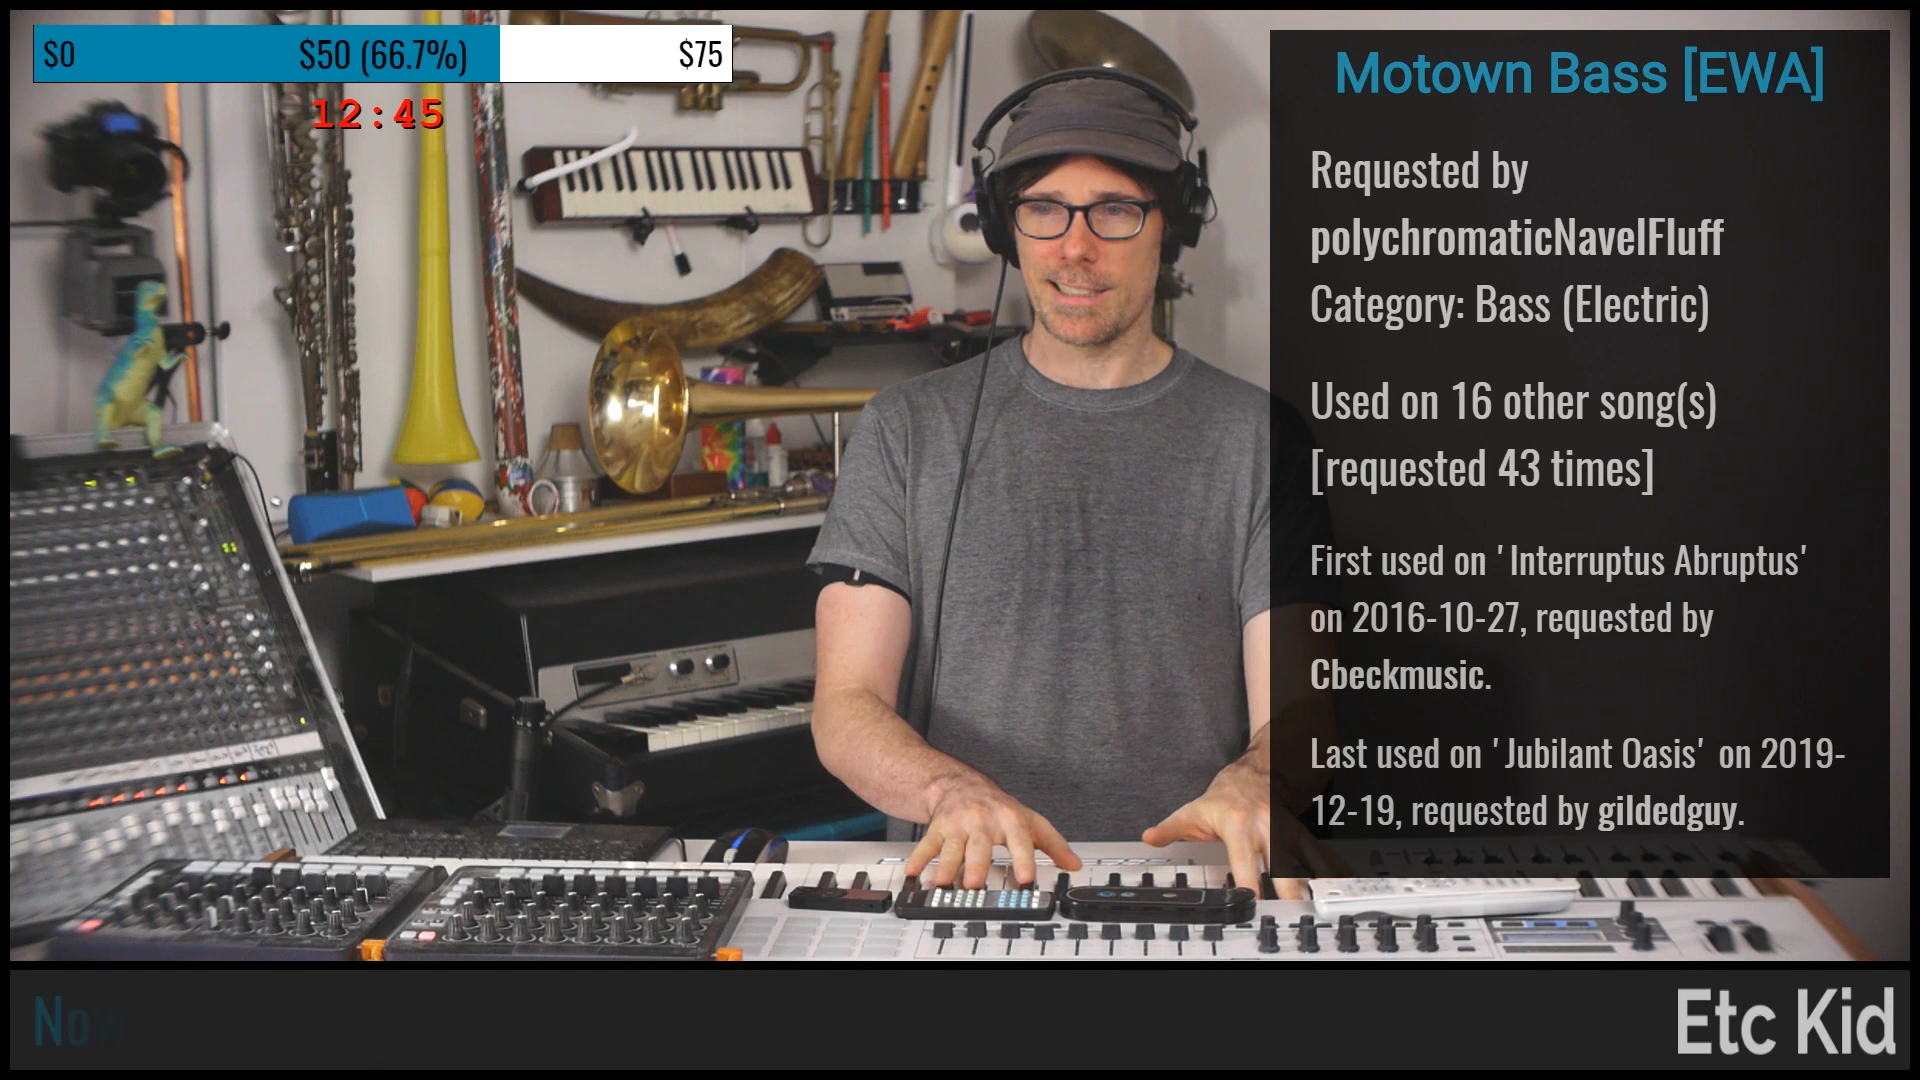 $0 $50 (66.7%) $75
12:45
Motown Bass [EWA]
Requested by
polychromaticNavelFluff
Category: Bass (Electric)
Used on 16 other song(s)
[requested 43 times]
First used on 'Interruptus Abruptus'
on 2016-10-27, requested by
Cbeckmusic.
Last used on 'Jubilant Oasis' on 2019-
12-19, requested by gildedguy.
No
Etc Kid